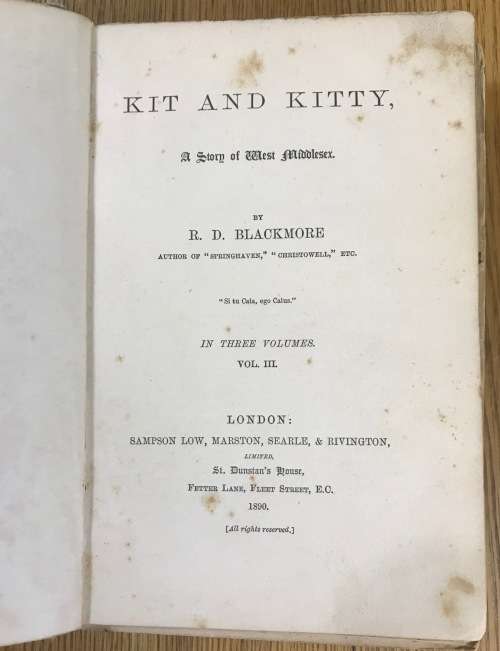 KIT AND KITTY,
A Story of West Middlesex.
BY
R. D. BLACKMORE
AUTHOR OF "SPRINGHAVEN," "CHRISTOWELL," ETC.
"Si tu Caia, ego Caius."
IN THREE VOLUMES.
VOL. III.
LONDON:
SAMPSON LOW, MARSTON, SEARLE, & RIVINGTON,
LIMITED,
St. Dunstan's House,
FETTER LANE, FLEET STREET, E.C.
1890.
[All rights reserved.]